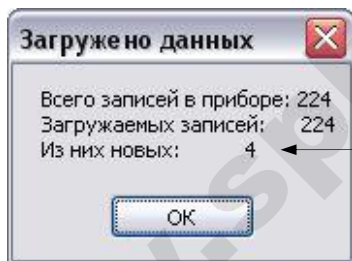 Загружено данных
Всего записей в приборе: 224
Загружаемых записей: 224
Из них новых: 4
OK